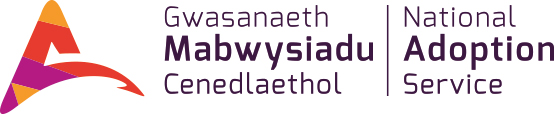 Gwasanaeth
Mabwysiadu
Cenedlaethol
National
Adoption
Service